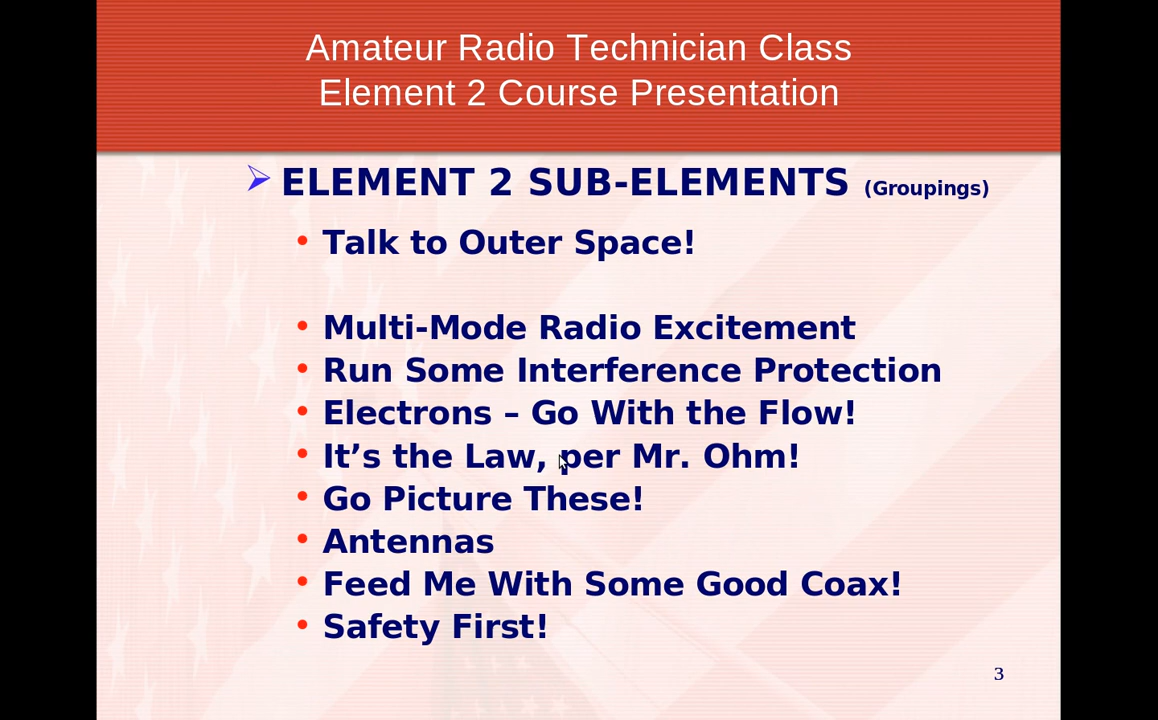 Amateur Radio Technician Class
Element 2 Course Presentation
ELEMENT 2 SUB-ELEMENTS (Groupings)
Talk to Outer Space!
Multi-Mode Radio Excitement
Run Some Interference Protection
Electrons – Go With the Flow!
It’s the Law, per Mr. Ohm!
Go Picture These!
Antennas
Feed Me With Some Good Coax!
Safety First!
3